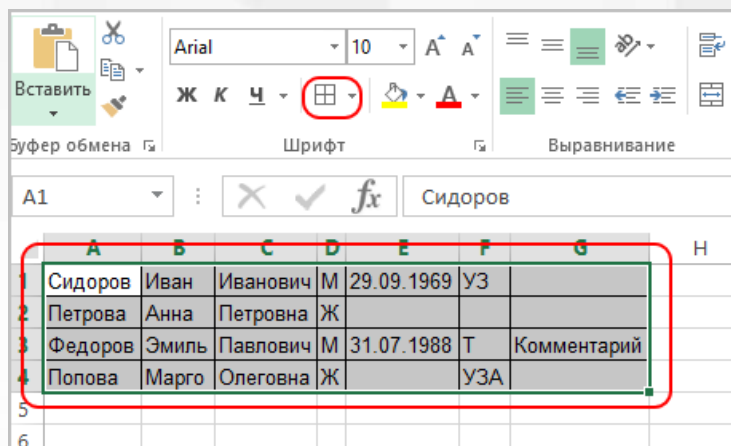 Arial 10 A A
Вставить Ж К Ч А
Буфер обмена Шрифт Выравнивание
A1 fx Сидоров
A B C D E F G H
1 Сидоров Иван Иванович М 29.09.1969 УЗ
2 Петрова Анна Петровна Ж
3 Федоров Эмиль Павлович М 31.07.1988 Т Комментарий
4 Попова Марго Олеговна Ж УЗА
5
6